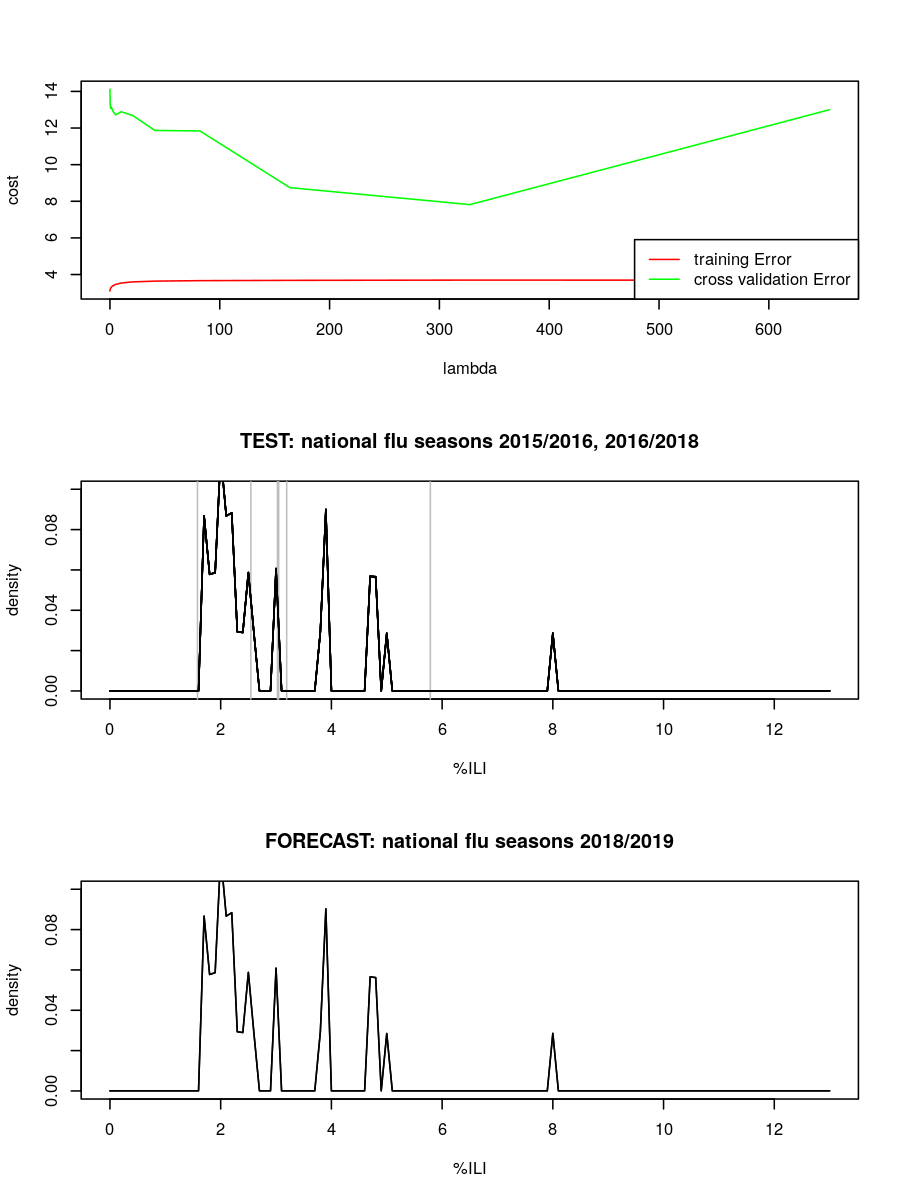 14
12
10
8
6
4
cost
training Error
cross validation Error
0 100 200 300 400 500 600
lambda
TEST: national flu seasons 2015/2016, 2016/2018
0.08
0.04
0.00
density
0 2 4 6 8 10 12
%ILI
FORECAST: national flu seasons 2018/2019
0.08
0.04
0.00
density
0 2 4 6 8 10 12
%ILI